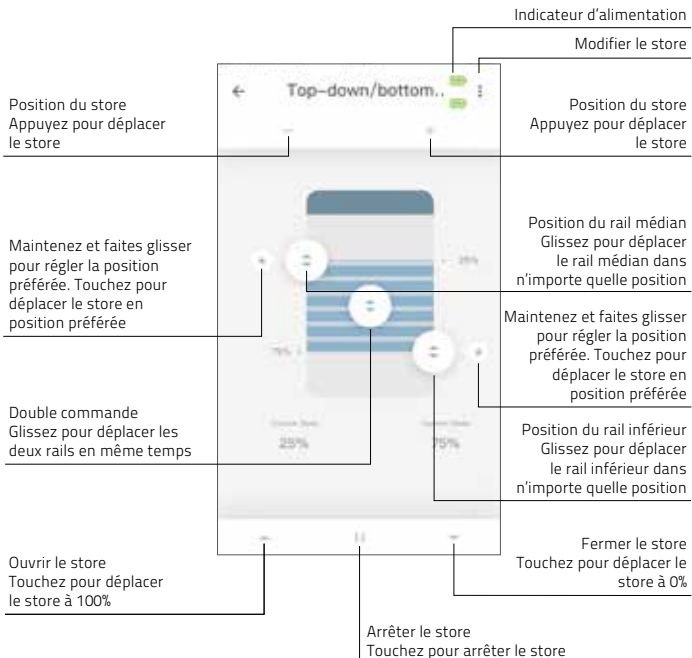 Indicateur d'alimentation
Modifier le store
Top-down/bottom..
Position du store
Appuyez pour déplacer
le store
Position du store
Appuyez pour déplacer
le store
Maintenez et faites glisser
pour régler la position
préférée. Touchez pour
déplacer le store en
position préférée
Position du rail médian
Glissez pour déplacer
le rail médian dans
n'importe quelle position
25%
75%
Maintenez et faites glisser
pour régler la position
préférée. Touchez pour
déplacer le store en
position préférée
Double commande
Glissez pour déplacer les
deux rails en même temps
25%
75%
Position du rail inférieur
Glissez pour déplacer
le rail inférieur dans
n'importe quelle position
Ouvrir le store
Touchez pour déplacer
le store à 100%
Fermer le store
Touchez pour déplacer le
store à 0%
Arrêter le store
Touchez pour arrêter le store